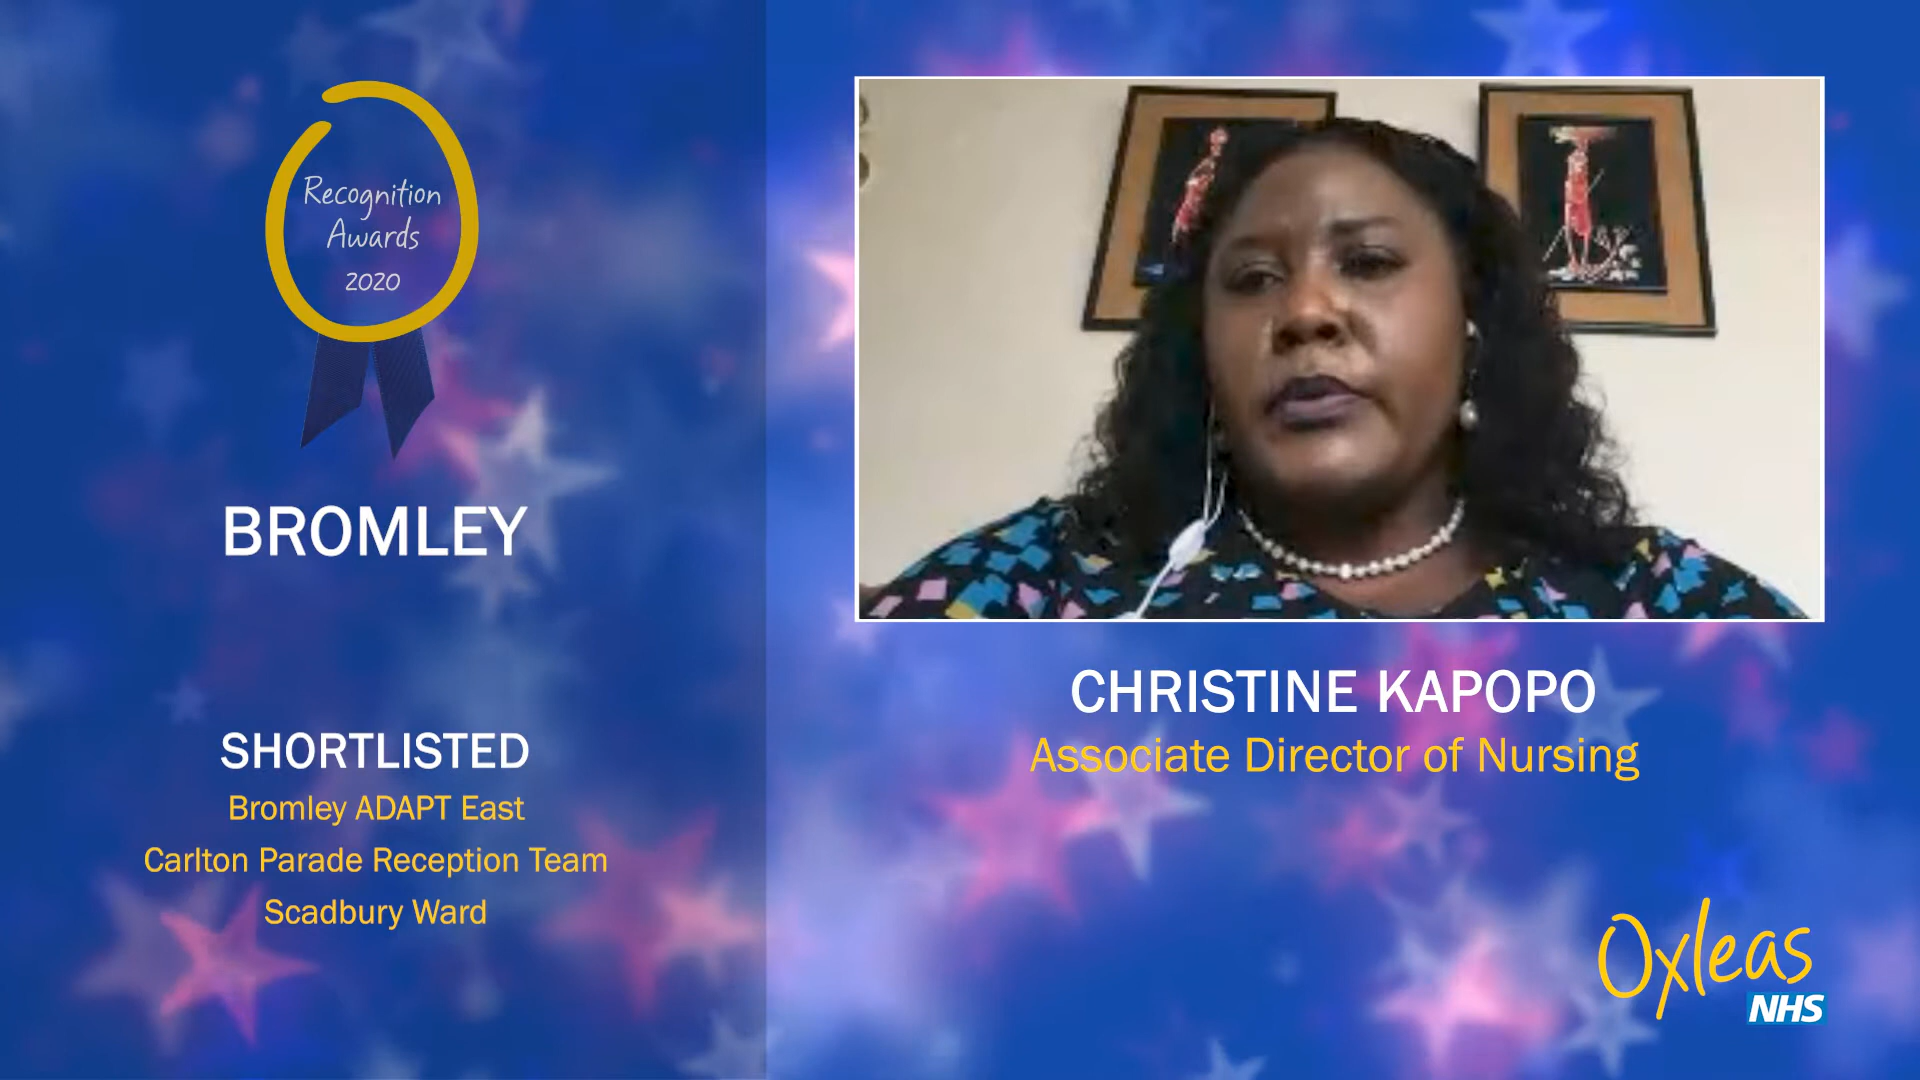 Recognition
Awards
2020
BROMLEY
SHORTLISTED
Bromley ADAPT East
Carlton Parade Reception Team
Scadbury Ward
CHRISTINE KAPOPO
Associate Director of Nursing
Oxleas
NHS